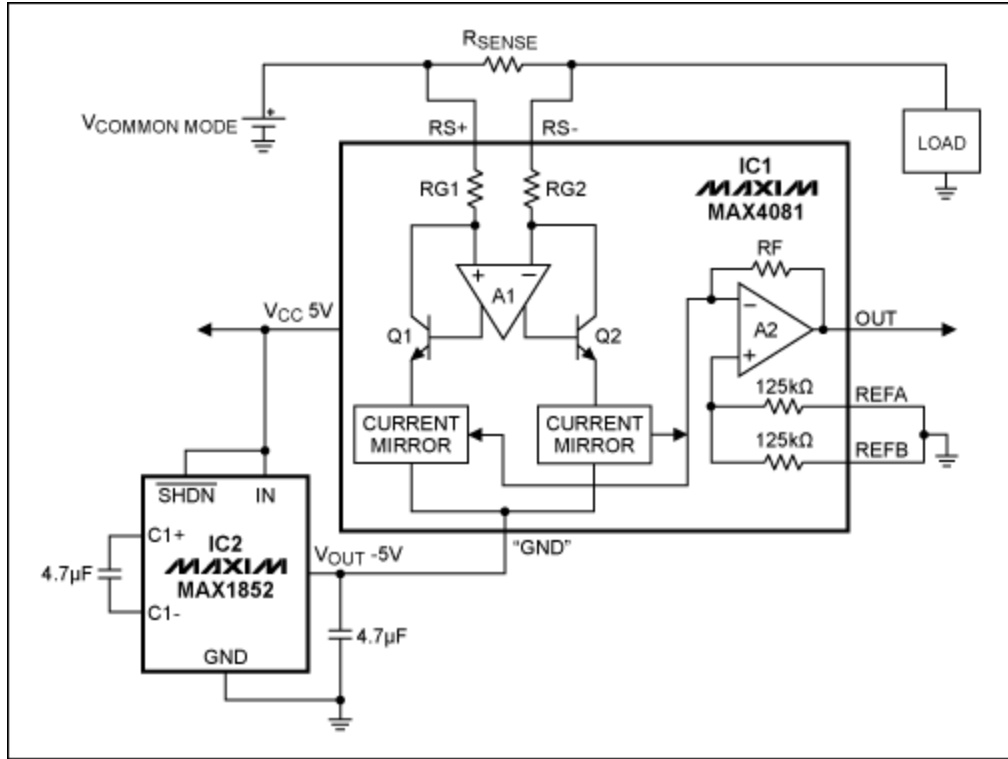 RSENSE
VCOMMON MODE
+
RS+
RS-
LOAD
RG1
RG2
IC1
MAXIM
MAX4081
RF
+
−
A1
VCC 5V
Q1
Q2
−
A2
+
OUT
125kΩ
REFA
CURRENT
MIRROR
CURRENT
MIRROR
125kΩ
REFB
SHDN
IN
"GND"
C1+
IC2
MAXIM
MAX1852
VOUT -5V
4.7µF
C1-
4.7µF
GND